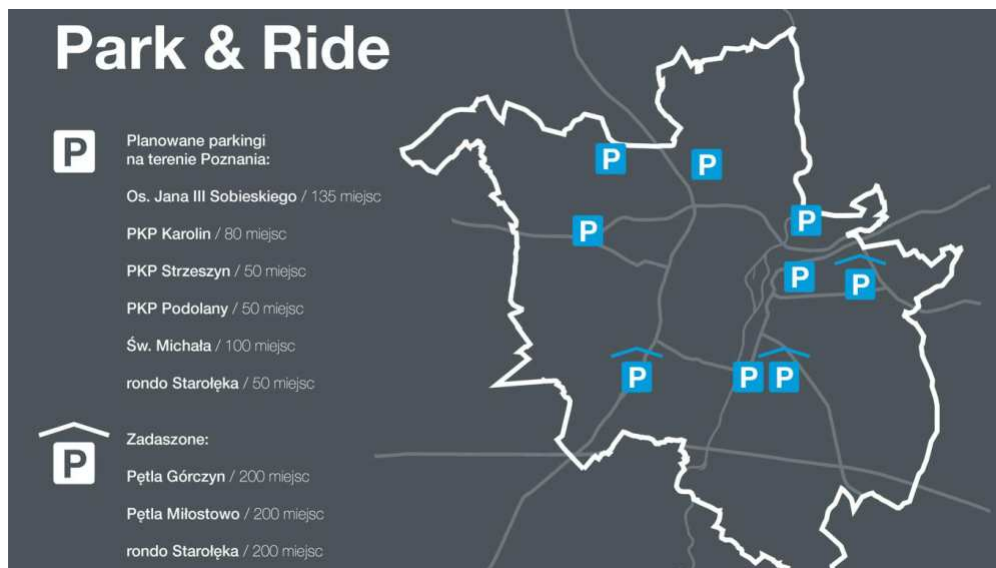 Park & Ride
P
Planowane parkingi
na terenie Poznania:
Os. Jana III Sobieskiego / 135 miejsc
PKP Karolin / 80 miejsc
PKP Strzeszyn / 50 miejsc
PKP Podolany / 50 miejsc
Św. Michała / 100 miejsc
rondo Starołęka / 50 miejsc
P
Zadaszone:
Pętla Górczyn / 200 miejsc
Pętla Miłostowo / 200 miejsc
rondo Starołęka / 200 miejsc
P
P
P
P
P
P
P
P
P